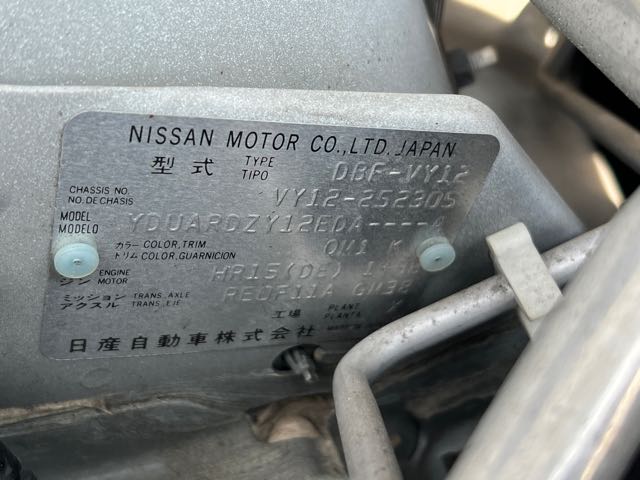 NISSAN MOTOR CO.,LTD. JAPAN
型式 TYPE TIPO DBF-VY12
CHASSIS NO. NO. DE CHASIS VY12-252305
MODEL MODELO
カラー COLOR, TRIM
トリム COLOR, GUARNICION
ENGINE MOTOR HR15(DE)
ミッション TRANS. AXLE
アクスル TRANS., EJE RE0F11A GM38
工場 PLANT PLANTA
日産自動車株式会社